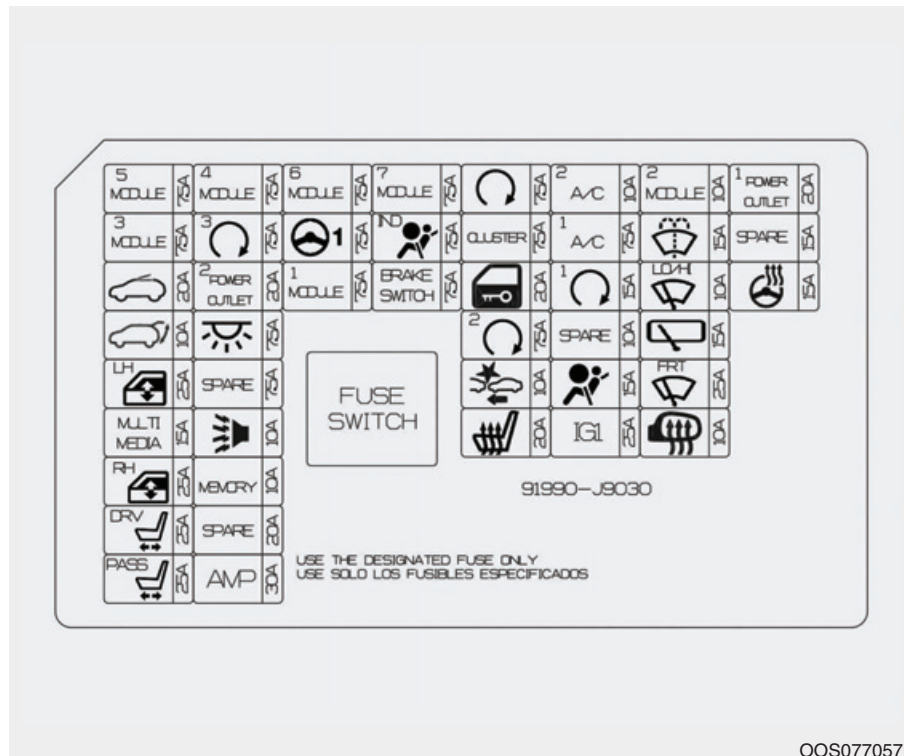 5 MODULE 7.5A 4 MODULE 7.5A 6 MODULE 7.5A 7 MODULE 7.5A 7.5A 2 A/C 10A 2 MODULE 10A 1 POWER OUTLET 20A
3 MODULE 7.5A 3 7.5A 1 7.5A IND 7.5A CLUSTER 7.5A 1 A/C 7.5A 15A SPARE 15A
20A 2 POWER OUTLET 20A 1 MODULE 7.5A BRAKE SWITCH 7.5A 20A 1 15A LO/HI 10A 15A
10A 7.5A 2 7.5A SPARE 10A 15A
LH 25A SPARE 7.5A FUSE SWITCH 10A 15A FRT 25A
MULTI MEDIA 15A 10A 20A IG1 25A 10A
RH 25A MEMORY 10A 91990-J9030
DRV 25A SPARE 20A
PASS 25A AMP 30A
USE THE DESIGNATED FUSE ONLY
USE SOLO LOS FUSIBLES ESPECIFICADOS
OOS077057